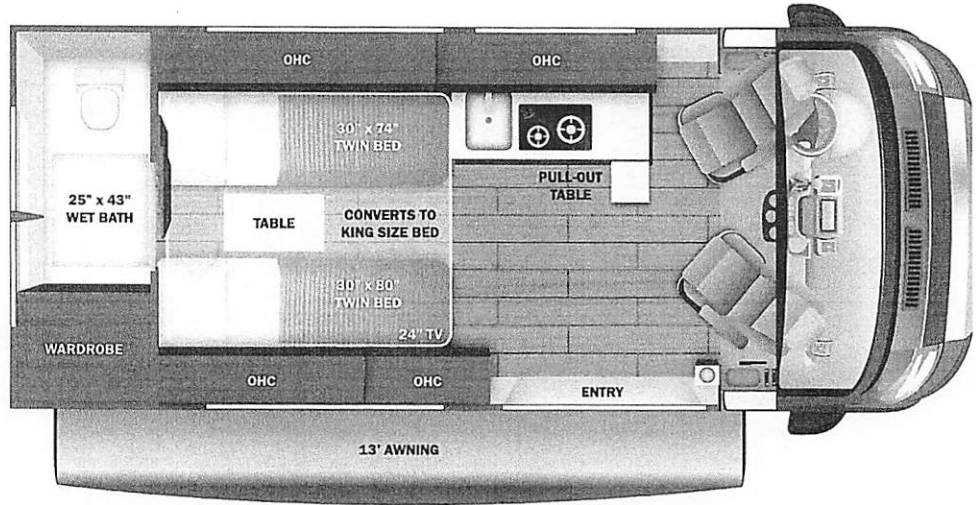 OHC
OHC
30" x 74"
TWIN BED
25" x 43"
WET BATH
TABLE
CONVERTS TO
KING SIZE BED
PULL-OUT
TABLE
30" x 80"
TWIN BED
24" TV
WARDROBE
OHC
OHC
ENTRY
13' AWNING